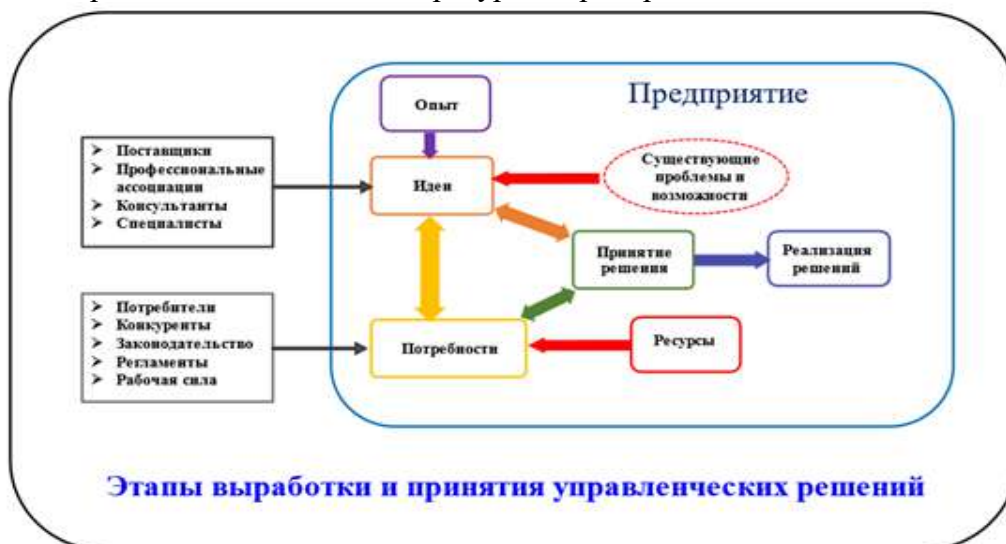 Предприятие
Опыт
➢ Поставщики
➢ Профессиональные
ассоциации
➢ Консультанты
➢ Специалисты
Идеи
Существующие
проблемы и
возможности
Принятие
решения
Реализация
решений
➢ Потребители
➢ Конкуренты
➢ Законодательство
➢ Регламенты
➢ Рабочая сила
Потребности
Ресурсы
Этапы выработки и принятия управленческих решений